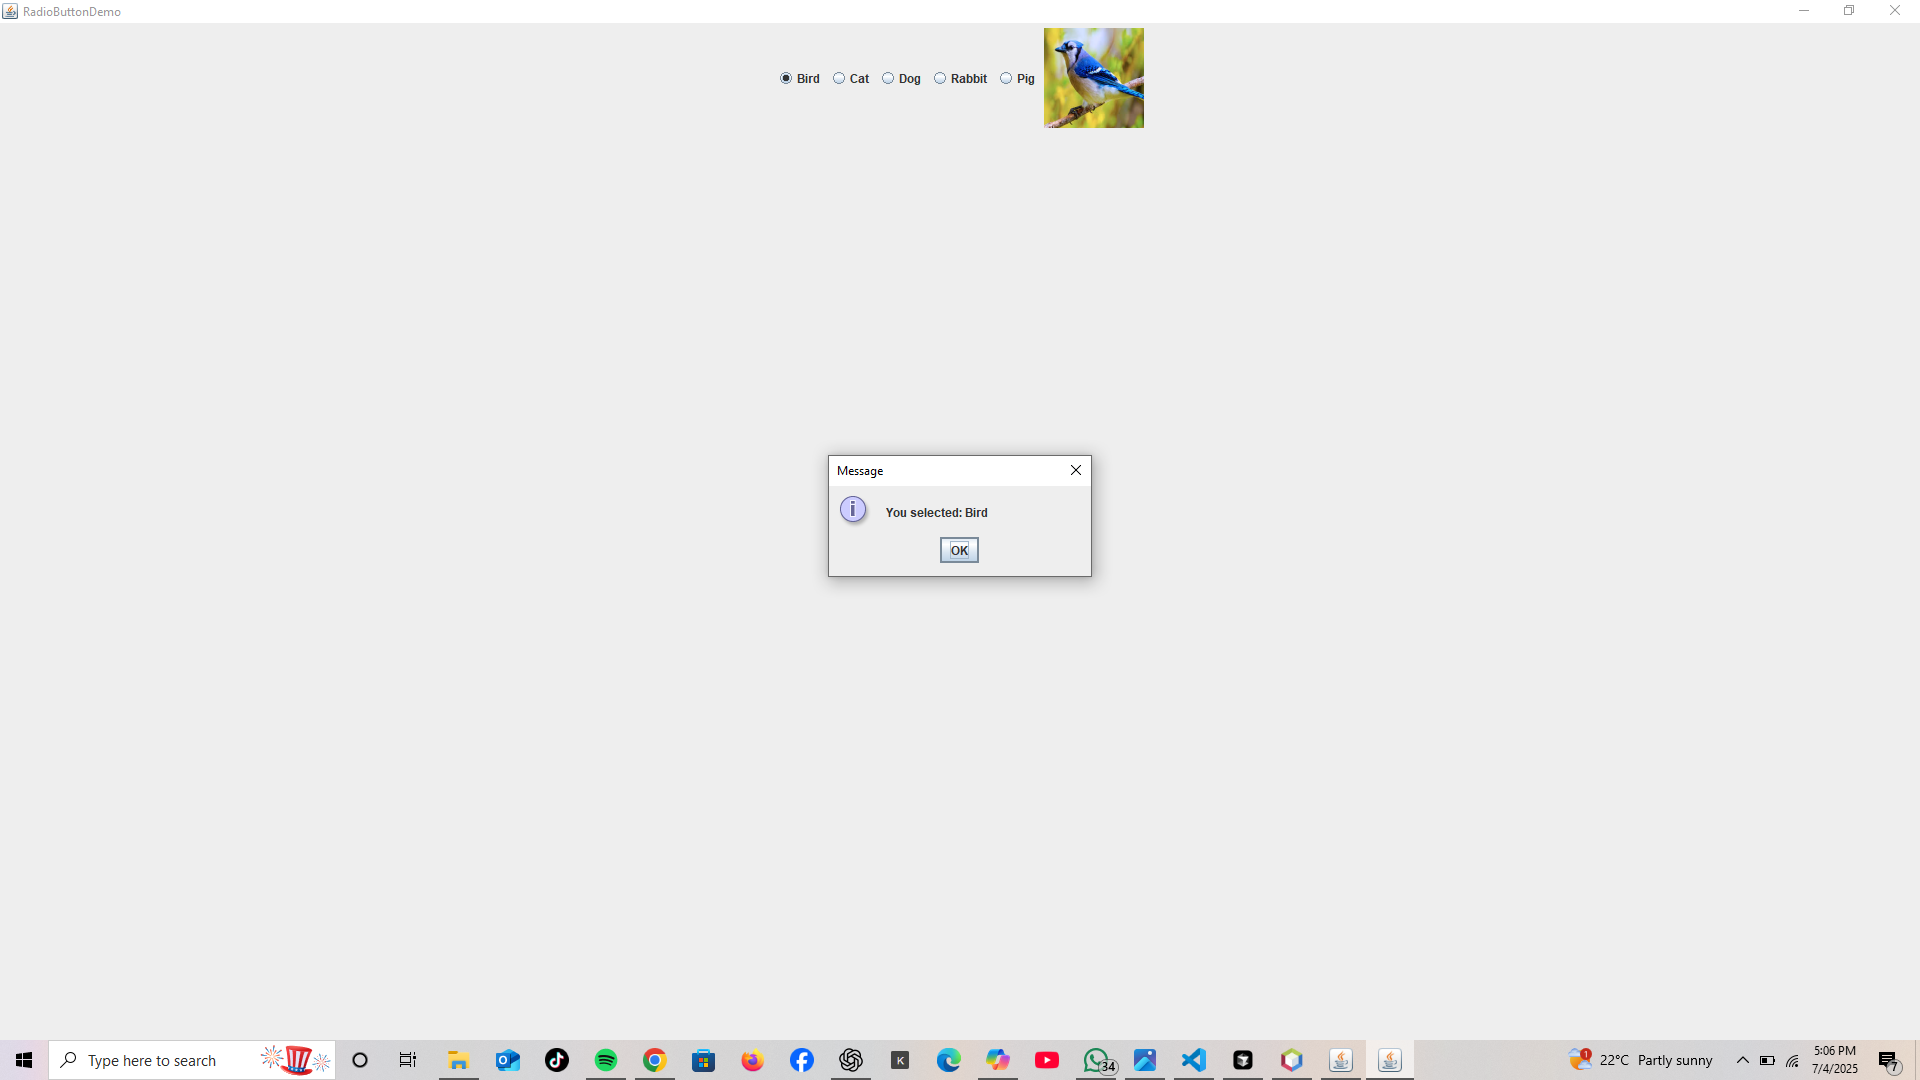 RadioButtonDemo
Bird Cat Dog Rabbit Pig
Message
You selected: Bird
OK
Type here to search
K
34
1
22°C Partly sunny
5:06 PM
7/4/2025
7